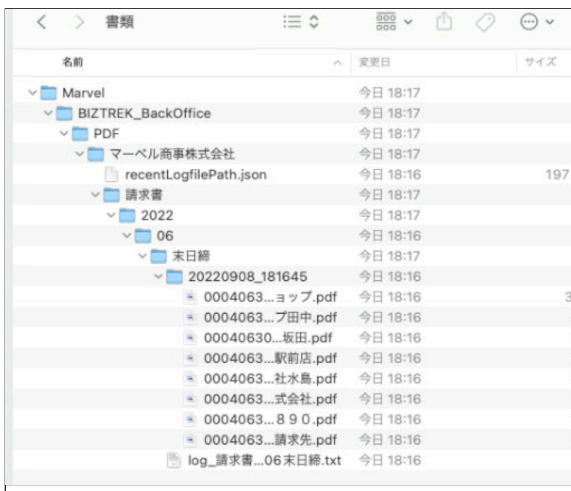 書類
名前 変更日 サイズ
Marvel 今日 18:17
BIZTREK_BackOffice 今日 18:17
PDF 今日 18:17
マーベル商事株式会社 今日 18:17
recentLogfilePath.json 今日 18:16 197
請求書 今日 18:17
2022 今日 18:17
06 今日 18:16
末日締 今日 18:17
20220908_181645 今日 18:16
0004063...ョップ.pdf 今日 18:16 3
0004063...プ田中.pdf 今日 18:16
00040630...坂田.pdf 今日 18:16
0004063...駅前店.pdf 今日 18:16
0004063...社水島.pdf 今日 18:16
0004063...式会社.pdf 今日 18:16
0004063...８９０.pdf 今日 18:16
0004063...請求先.pdf 今日 18:16
log_請求書...06末日締.txt 今日 18:16